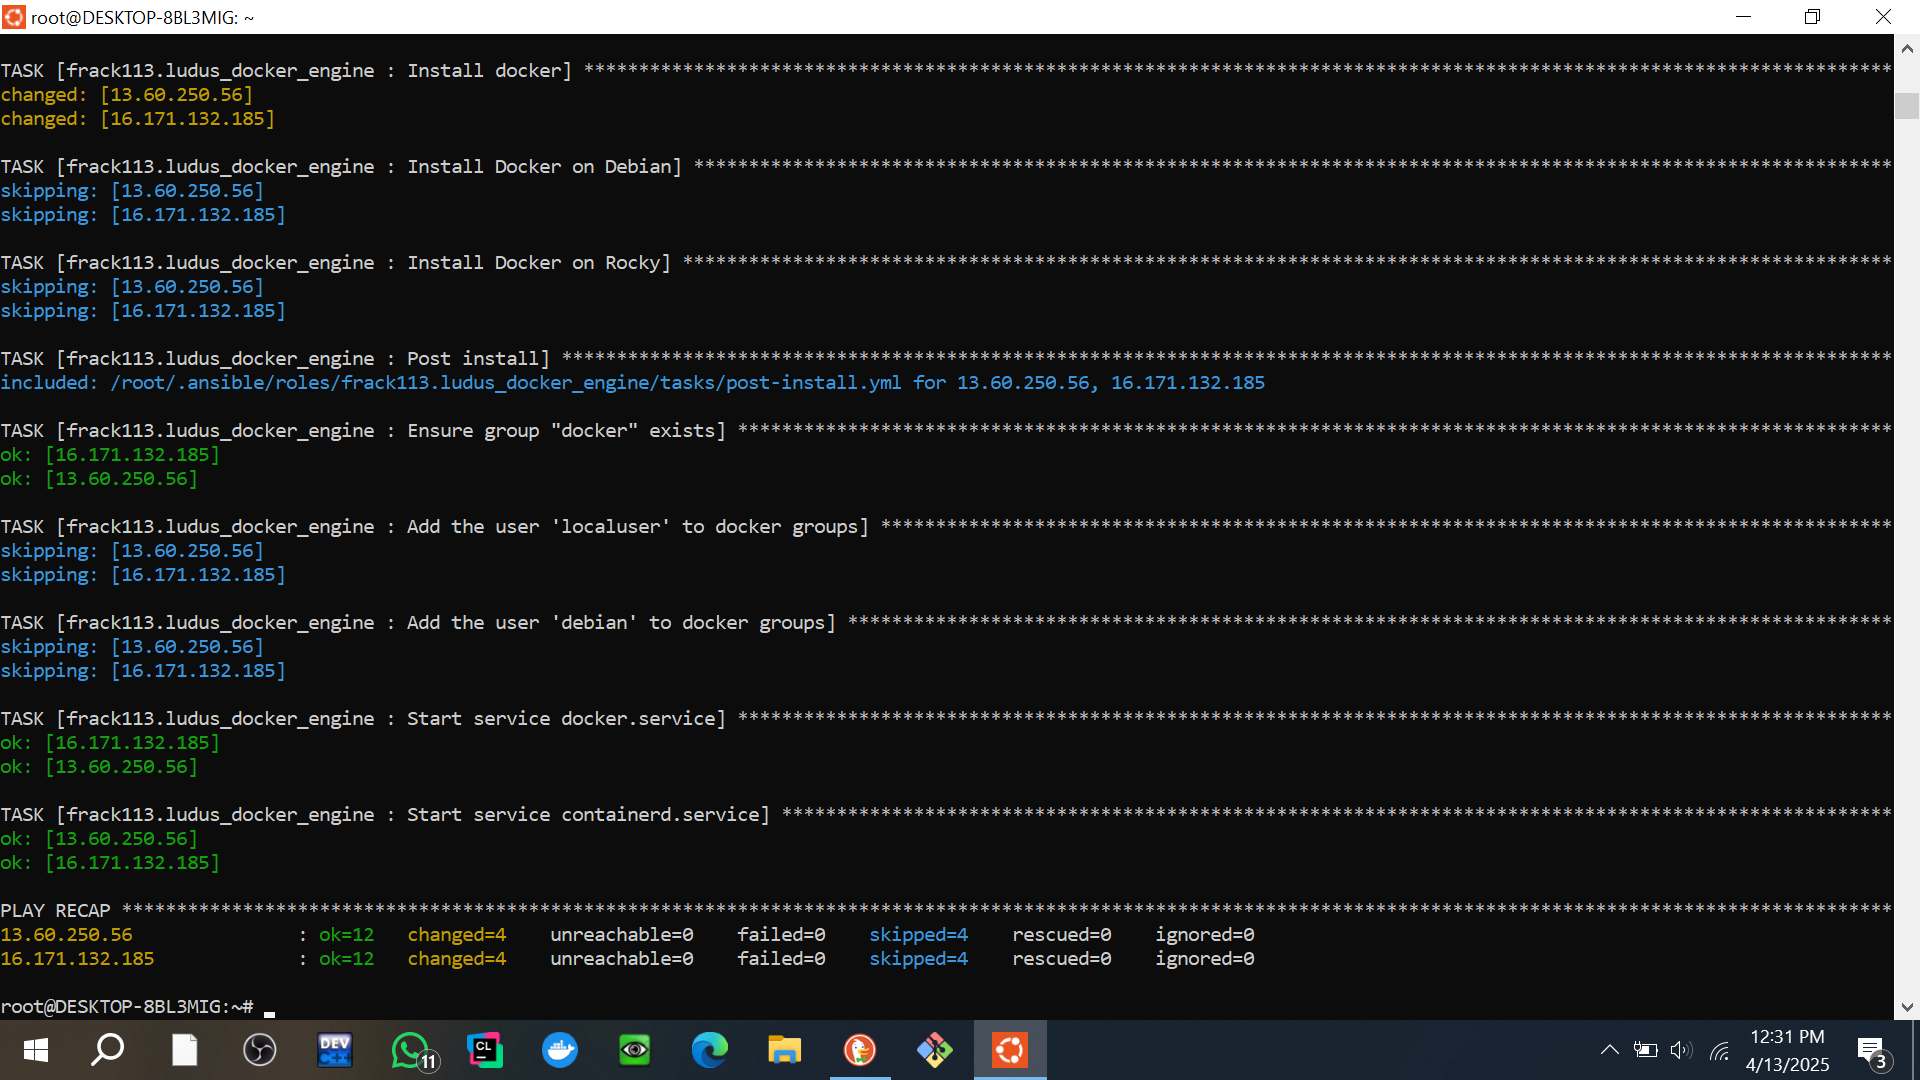 root@DESKTOP-8BL3MIG: ~
TASK [frack113.ludus_docker_engine : Install docker] ***********************************************************************************************************************
changed: [13.60.250.56]
changed: [16.171.132.185]
TASK [frack113.ludus_docker_engine : Install Docker on Debian] *************************************************************************************************************
skipping: [13.60.250.56]
skipping: [16.171.132.185]
TASK [frack113.ludus_docker_engine : Install Docker on Rocky] **************************************************************************************************************
skipping: [13.60.250.56]
skipping: [16.171.132.185]
TASK [frack113.ludus_docker_engine : Post install] *************************************************************************************************************************
included: /root/.ansible/roles/frack113.ludus_docker_engine/tasks/post-install.yml for 13.60.250.56, 16.171.132.185
TASK [frack113.ludus_docker_engine : Ensure group "docker" exists] *********************************************************************************************************
ok: [16.171.132.185]
ok: [13.60.250.56]
TASK [frack113.ludus_docker_engine : Add the user 'localuser' to docker groups] ********************************************************************************************
skipping: [13.60.250.56]
skipping: [16.171.132.185]
TASK [frack113.ludus_docker_engine : Add the user 'debian' to docker groups] ***********************************************************************************************
skipping: [13.60.250.56]
skipping: [16.171.132.185]
TASK [frack113.ludus_docker_engine : Start service docker.service] *********************************************************************************************************
ok: [16.171.132.185]
ok: [13.60.250.56]
TASK [frack113.ludus_docker_engine : Start service containerd.service] *****************************************************************************************************
ok: [13.60.250.56]
ok: [16.171.132.185]
PLAY RECAP *****************************************************************************************************************************************************************
13.60.250.56 : ok=12 changed=4 unreachable=0 failed=0 skipped=4 rescued=0 ignored=0
16.171.132.185 : ok=12 changed=4 unreachable=0 failed=0 skipped=4 rescued=0 ignored=0
root@DESKTOP-8BL3MIG:~#
DEV
C++
11
CL
12:31 PM
4/13/2025
3